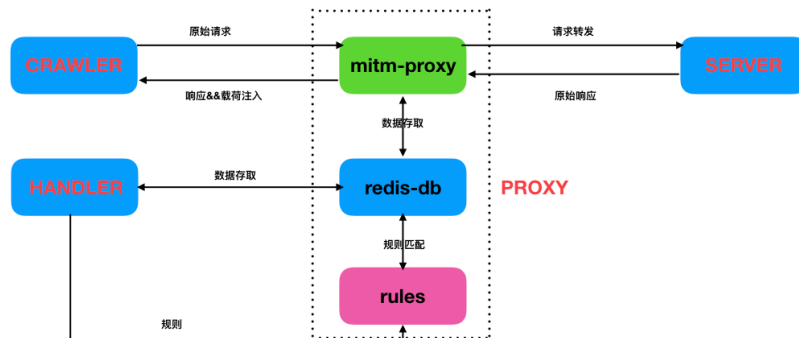 原始请求
请求转发
CRAWLER
mitm-proxy
SERVER
响应&&载荷注入
原始响应
数据存取
HANDLER
数据存取
redis-db
PROXY
规则匹配
rules
规则